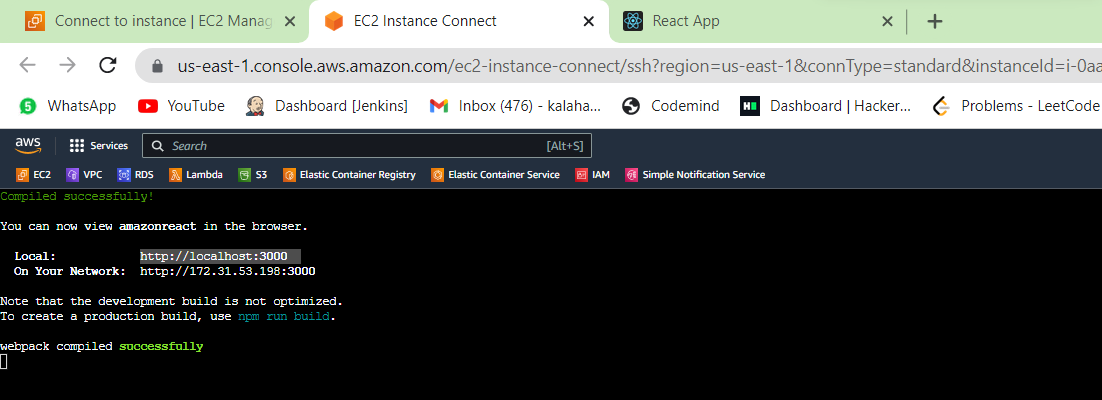 Connect to instance | EC2 Manag
EC2 Instance Connect
React App
us-east-1.console.aws.amazon.com/ec2-instance-connect/ssh?region=us-east-1&connType=standard&instanceId=i-0aa
WhatsApp YouTube Dashboard [Jenkins] Inbox (476) - kalaha... Codemind Dashboard | Hacker... Problems - LeetCode
aws Services Search [Alt+S]
EC2 VPC RDS Lambda S3 Elastic Container Registry Elastic Container Service IAM Simple Notification Service
Compiled successfully!
You can now view amazonreact in the browser.
Local: http://localhost:3000
On Your Network: http://172.31.53.198:3000
Note that the development build is not optimized.
To create a production build, use npm run build.
webpack compiled successfully